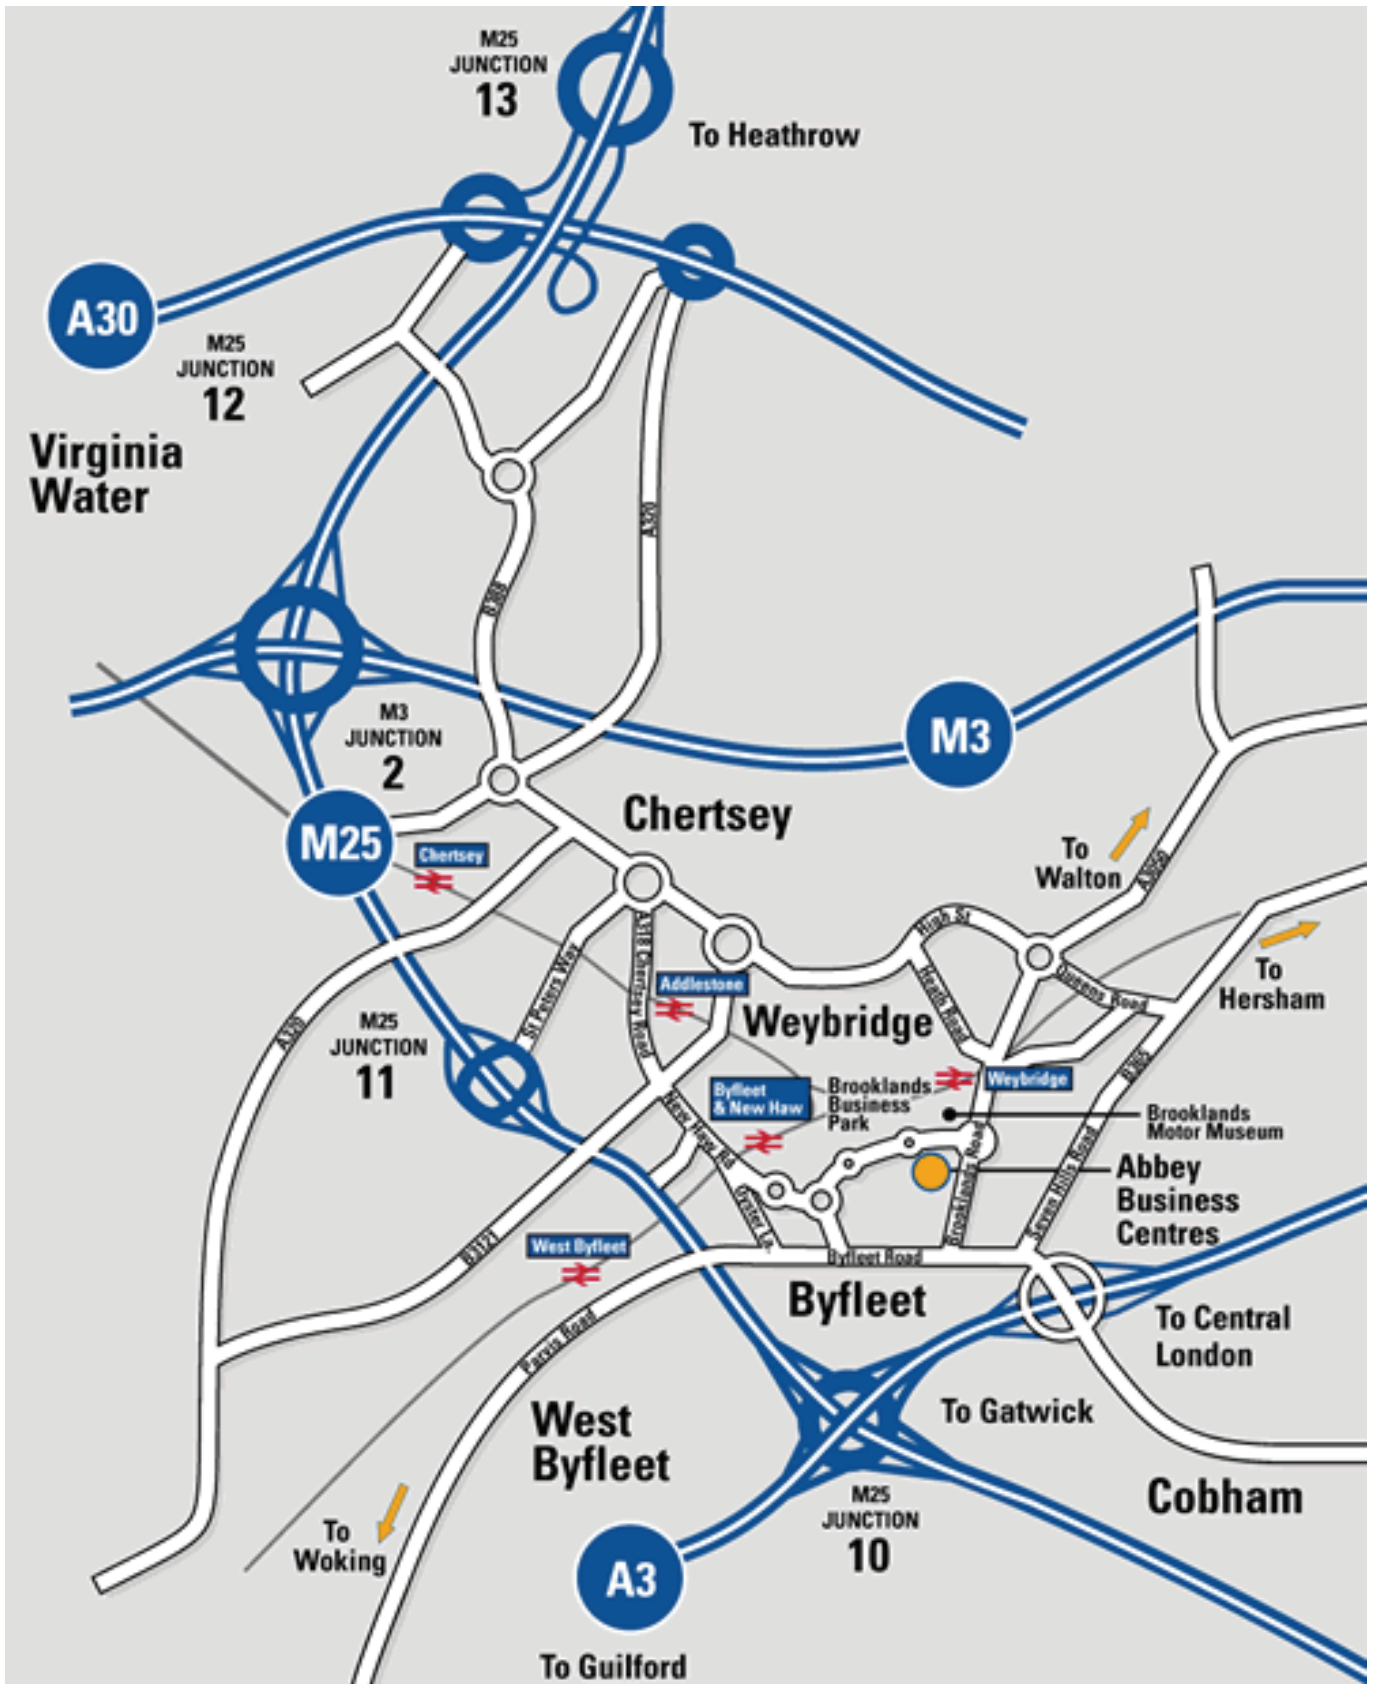 M25
JUNCTION
13
To Heathrow
A30
M25
JUNCTION
12
Virginia
Water
A320
B388
M3
JUNCTION
2
M3
M25
Chertsey
Chertsey
To
Walton
A3050
High St
To
Hersham
Queens Road
Heath Road
St Peters Way
A318 Chertsey Road
Addlestone
Weybridge
A320
M25
JUNCTION
11
Byfleet
& New Haw
Brooklands
Business
Park
Weybridge
B365
Brooklands
Motor Museum
New Haw Rd
Abbey
Business
Centres
Brooklands Road
Seven Hills Road
Oyster La.
B3121
West Byfleet
Byfleet Road
Byfleet
Parvis Road
To Central
London
To Gatwick
West
Byfleet
Cobham
M25
JUNCTION
10
To
Woking
A3
To Guilford